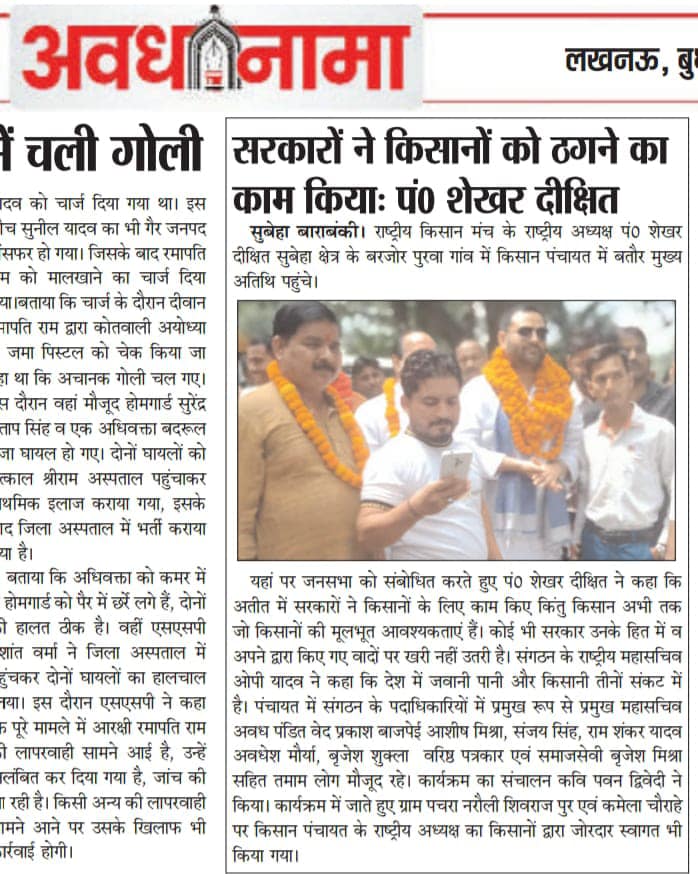 अवधनामा
लखनऊ,
में चली गोली
को चार्ज दिया गया था। इस
सुनील यादव का भी गैर जनपद
हो गया। जिसके बाद रमापति
को मालखाने का चार्ज दिया
बताया कि चार्ज के दौरान दीवान
राम द्वारा कोतवाली अयोध्या
जमा पिस्टल को चेक किया जा
था कि अचानक गोली चल गए।
दौरान वहां मौजूद होमगार्ड सुरेंद्र
सिंह व एक अधिवक्ता बदरूल
घायल हो गए। दोनों घायलों को
श्रीराम अस्पताल पहुंचाकर
इलाज कराया गया, इसके
जिला अस्पताल में भर्ती कराया
है।
बताया कि अधिवक्ता को कमर में
होमगार्ड को पैर में छर्रे लगे हैं, दोनों
हालत ठीक है। वहीं एसएसपी
वर्मा ने जिला अस्पताल में
दोनों घायलों का हालचाल
इस दौरान एसएसपी ने कहा
पूरे मामले में आरक्षी रमापति राम
लापरवाही सामने आई है, उन्हें
कर दिया गया है, जांच की
रही है। किसी अन्य की लापरवाही
आने पर उसके खिलाफ भी
होगी।
सरकारों ने किसानों को ठगने का
काम कियाः पं0 शेखर दीक्षित
सुबेहा बाराबंकी। राष्ट्रीय किसान मंच के राष्ट्रीय अध्यक्ष पं0 शेखर
दीक्षित सुबेहा क्षेत्र के बरजोर पुरवा गांव में किसान पंचायत में बतौर मुख्य
अतिथि पहुंचे।
यहां पर जनसभा को संबोधित करते हुए पं0 शेखर दीक्षित ने कहा कि
अतीत में सरकारों ने किसानों के लिए काम किए किंतु किसान अभी तक
जो किसानों की मूलभूत आवश्यकताएं हैं। कोई भी सरकार उनके हित में व
अपने द्वारा किए गए वादों पर खरी नहीं उतरी है। संगठन के राष्ट्रीय महासचिव
ओपी यादव ने कहा कि देश में जवानी पानी और किसानी तीनों संकट में
है। पंचायत में संगठन के पदाधिकारियों में प्रमुख रूप से प्रमुख महासचिव
अवध पंडित वेद प्रकाश बाजपेई आशीष मिश्रा, संजय सिंह, राम शंकर यादव
अवधेश मौर्या, बृजेश शुक्ला वरिष्ठ पत्रकार एवं समाजसेवी बृजेश मिश्रा
सहित तमाम लोग मौजूद रहे। कार्यक्रम का संचालन कवि पवन द्विवेदी ने
किया। कार्यक्रम में जाते हुए ग्राम पचरा नरौली शिवराज पुर एवं कमेला चौराहे
पर किसान पंचायत के राष्ट्रीय अध्यक्ष का किसानों द्वारा जोरदार स्वागत भी
किया गया।